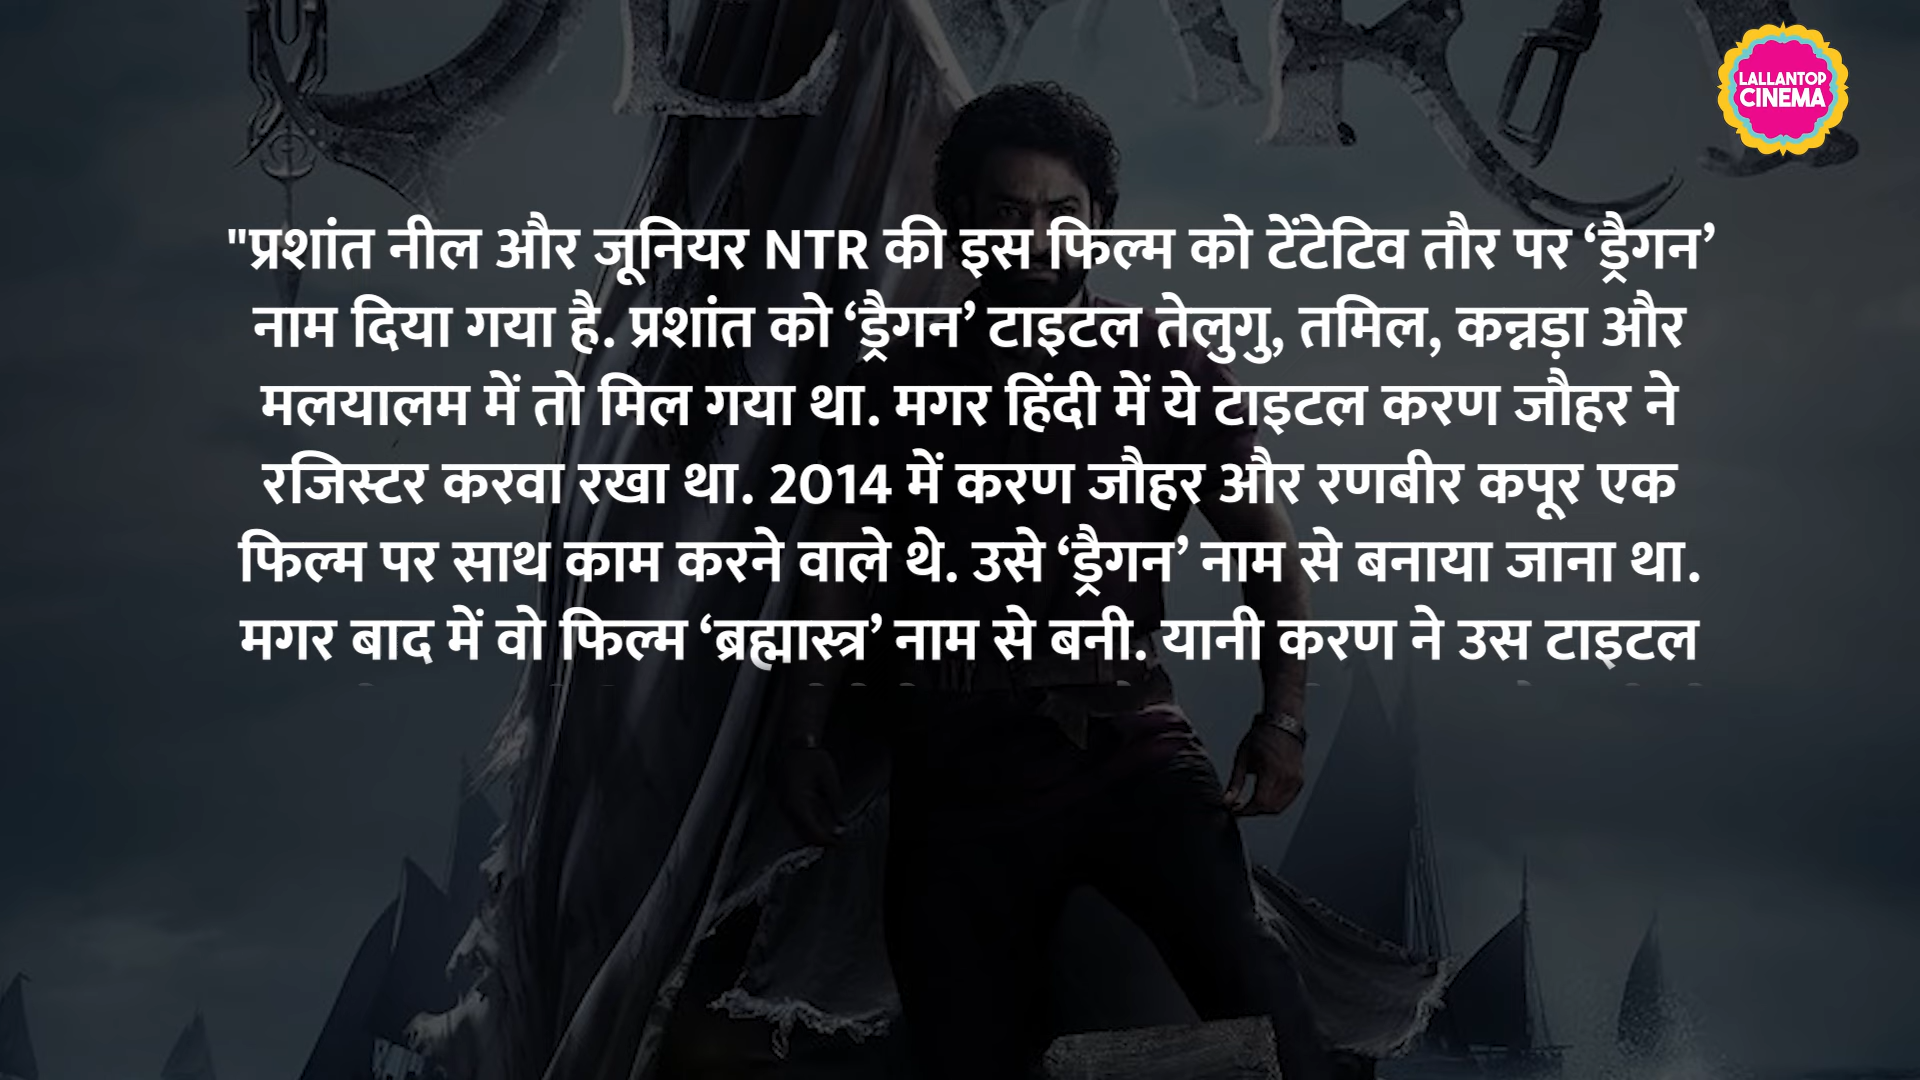 LALLANTOP
CINEMA
"प्रशांत नील और जूनियर NTR की इस फिल्म को टेंटेटिव तौर पर ‘ड्रैगन’
नाम दिया गया है. प्रशांत को ‘ड्रैगन’ टाइटल तेलुगु, तमिल, कन्नड़ा और
मलयालम में तो मिल गया था. मगर हिंदी में ये टाइटल करण जौहर ने
रजिस्टर करवा रखा था. 2014 में करण जौहर और रणबीर कपूर एक
फिल्म पर साथ काम करने वाले थे. उसे ‘ड्रैगन’ नाम से बनाया जाना था.
मगर बाद में वो फिल्म ‘ब्रह्मास्त्र’ नाम से बनी. यानी करण ने उस टाइटल